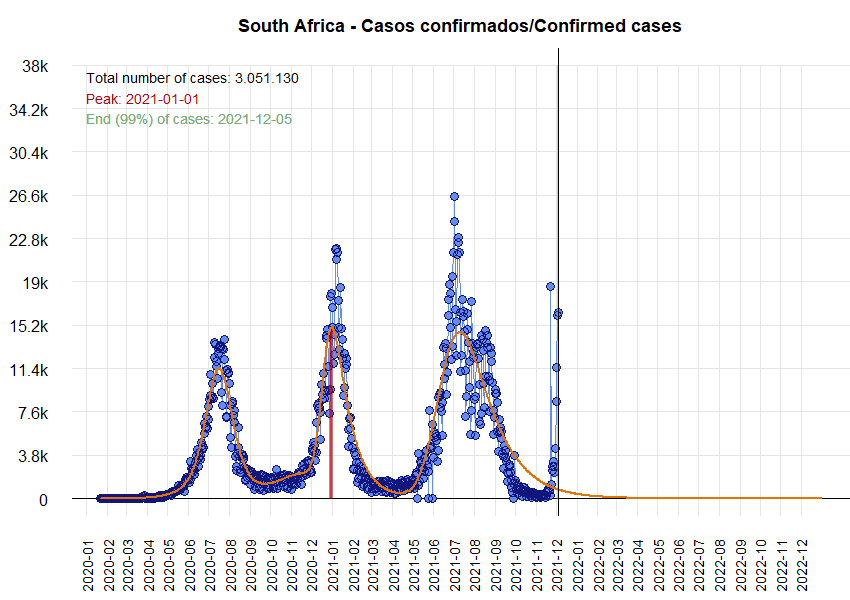 South Africa - Casos confirmados/Confirmed cases
38k
34.2k
30.4k
26.6k
22.8k
19k
15.2k
11.4k
7.6k
3.8k
0
Total number of cases: 3.051.130
Peak: 2021-01-01
End (99%) of cases: 2021-12-05
2020-01
2020-02
2020-03
2020-04
2020-05
2020-06
2020-07
2020-08
2020-09
2020-10
2020-11
2020-12
2021-01
2021-02
2021-03
2021-04
2021-05
2021-06
2021-07
2021-08
2021-09
2021-10
2021-11
2021-12
2022-01
2022-02
2022-03
2022-04
2022-05
2022-06
2022-07
2022-08
2022-09
2022-10
2022-11
2022-12